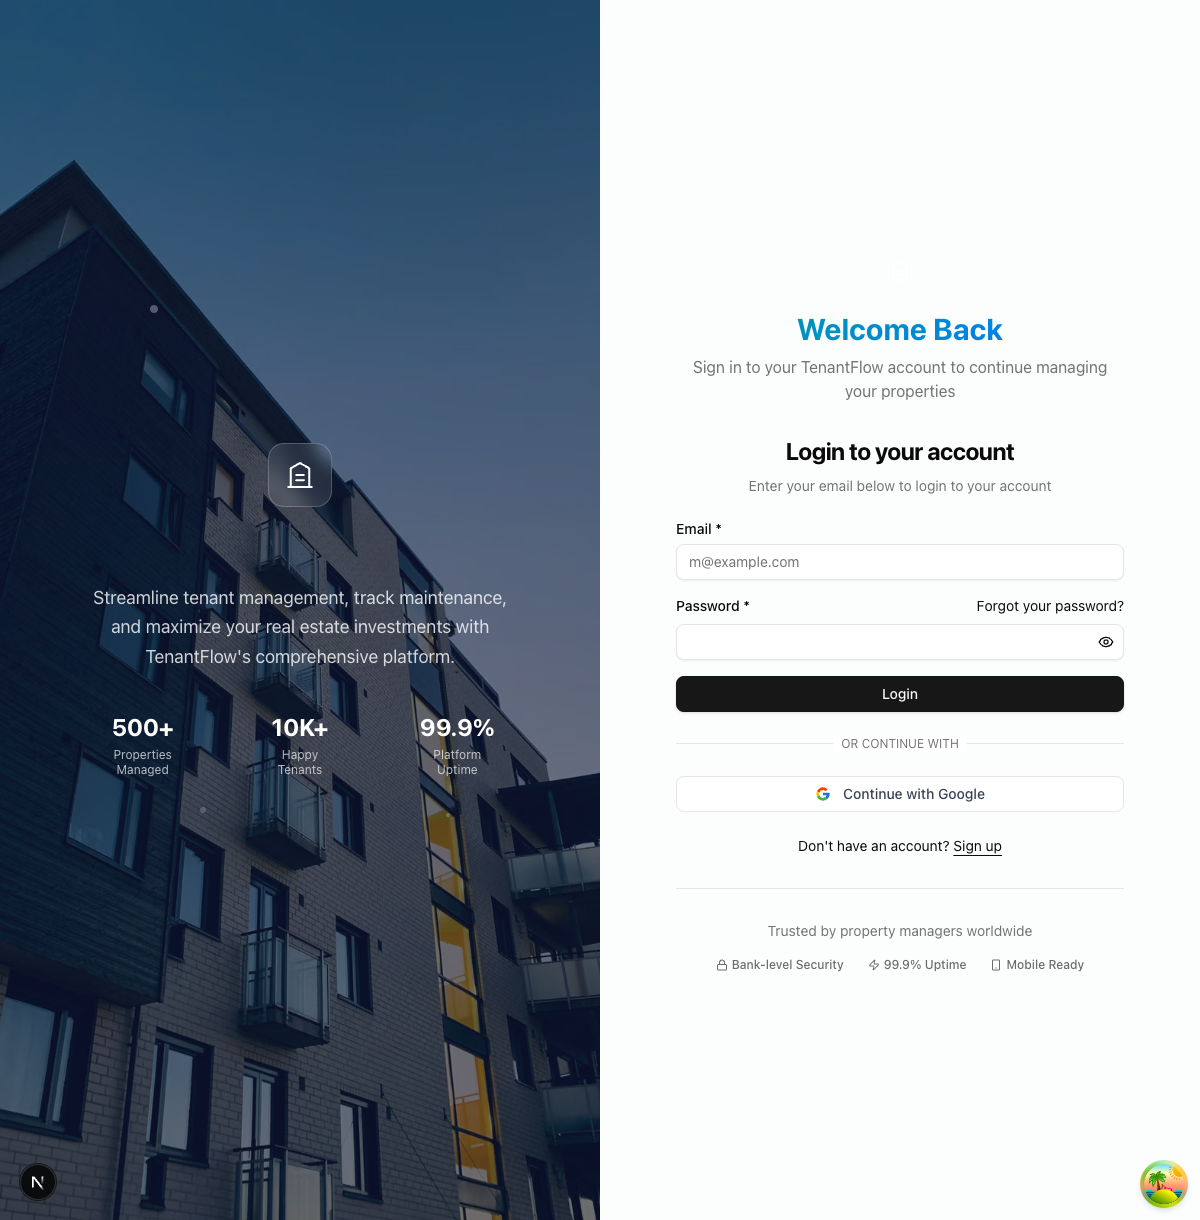 Streamline tenant management, track maintenance,
and maximize your real estate investments with
TenantFlow's comprehensive platform.
500+
Properties
Managed
10K+
Happy
Tenants
99.9%
Platform
Uptime
Welcome Back
Sign in to your TenantFlow account to continue managing
your properties
Login to your account
Enter your email below to login to your account
Email *
m@example.com
Password *
Forgot your password?
Login
OR CONTINUE WITH
Continue with Google
Don't have an account? Sign up
Trusted by property managers worldwide
Bank-level Security
99.9% Uptime
Mobile Ready
N